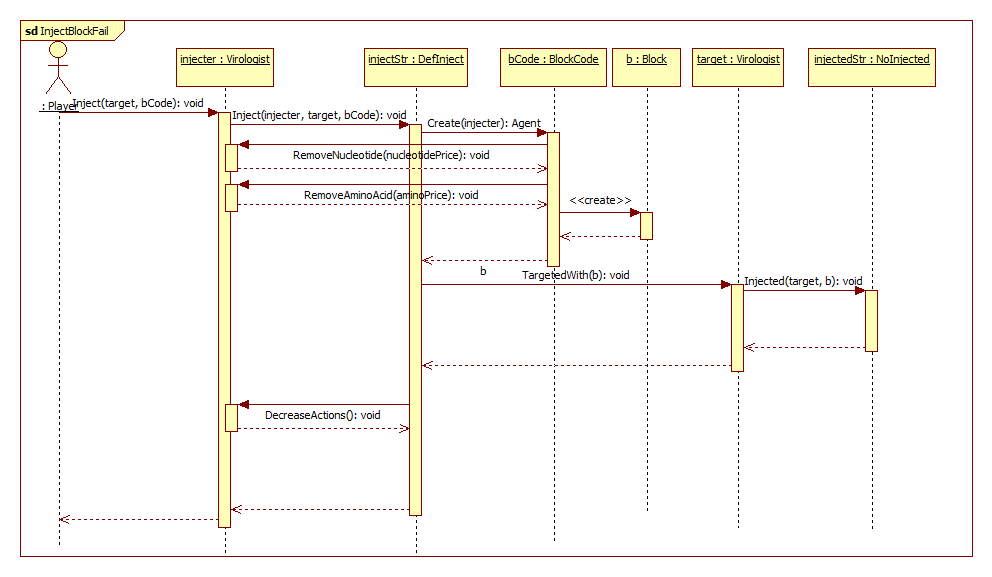 sd InjectBlockFail
injecter : Virologist
injectStr : DefInject
bCode : BlockCode
b : Block
target : Virologist
injectedStr : NoInjected
: Player
Inject(target, bCode): void
Inject(injecter, target, bCode): void
Create(injecter): Agent
RemoveNucleotide(nucleotidePrice): void
RemoveAminoAcid(aminoPrice): void
<<create>>
b
TargetedWith(b): void
Injected(target, b): void
DecreaseActions(): void